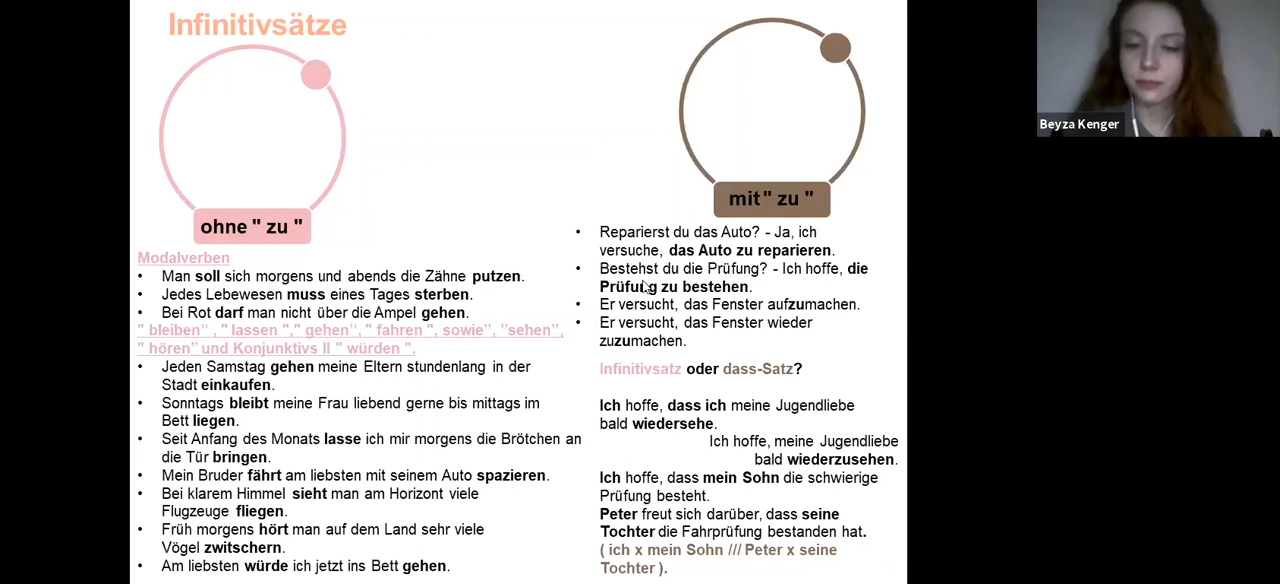 Infinitivsätze
ohne " zu "
Modalverben
• Man soll sich morgens und abends die Zähne putzen.
• Jedes Lebewesen muss eines Tages sterben.
• Bei Rot darf man nicht über die Ampel gehen.
" bleiben'' , " lassen "," gehen'', " fahren ", sowie'', ''sehen'',
" hören'' und Konjunktivs II " würden ".
• Jeden Samstag gehen meine Eltern stundenlang in der
Stadt einkaufen.
• Sonntags bleibt meine Frau liebend gerne bis mittags im
Bett liegen.
• Seit Anfang des Monats lasse ich mir morgens die Brötchen an
die Tür bringen.
• Mein Bruder fährt am liebsten mit seinem Auto spazieren.
• Bei klarem Himmel sieht man am Horizont viele
Flugzeuge fliegen.
• Früh morgens hört man auf dem Land sehr viele
Vögel zwitschern.
• Am liebsten würde ich jetzt ins Bett gehen.
mit " zu "
• Reparierst du das Auto? - Ja, ich
versuche, das Auto zu reparieren.
• Bestehst du die Prüfung? - Ich hoffe, die
Prüfung zu bestehen.
• Er versucht, das Fenster aufzumachen.
• Er versucht, das Fenster wieder
zuzumachen.
Infinitivsatz oder dass-Satz?
Ich hoffe, dass ich meine Jugendliebe
bald wiedersehe.
Ich hoffe, meine Jugendliebe
bald wiederzusehen.
Ich hoffe, dass mein Sohn die schwierige
Prüfung besteht.
Peter freut sich darüber, dass seine
Tochter die Fahrprüfung bestanden hat.
( ich x mein Sohn /// Peter x seine
Tochter ).
Beyza Kenger